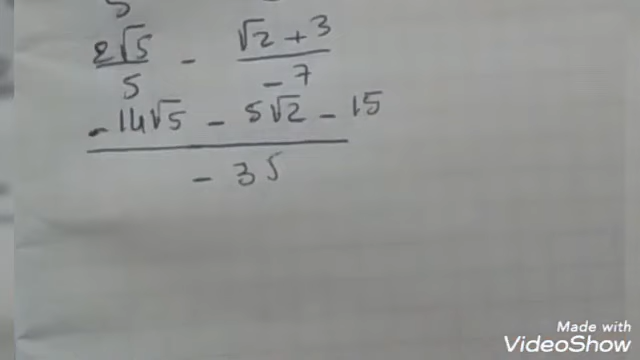 2√5/5 - √2 + 3/-7
-14√5 - 5√2 - 15/-35
Made with
VideoShow